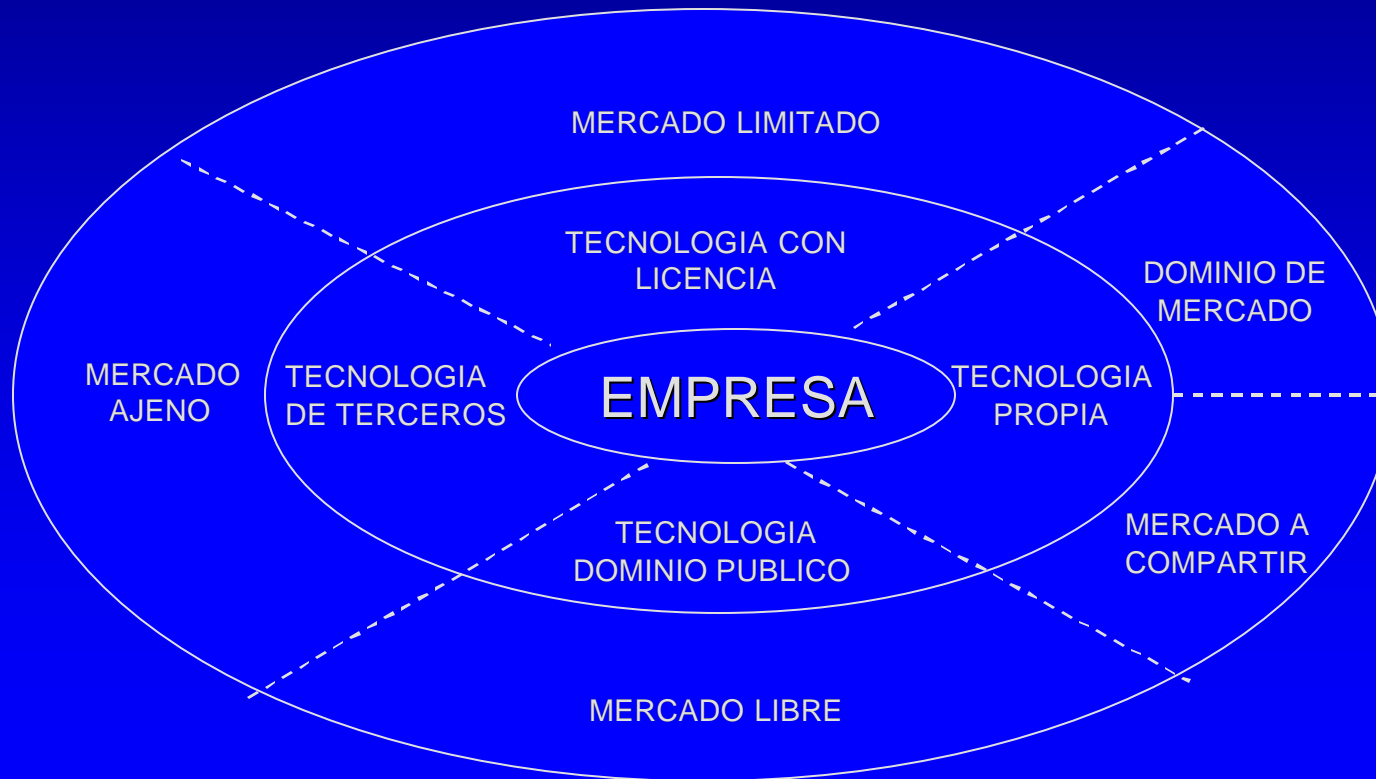 MERCADO LIMITADO
TECNOLOGIA CON
LICENCIA
DOMINIO DE
MERCADO
MERCADO
AJENO
TECNOLOGIA
DE TERCEROS
EMPRESA
TECNOLOGIA
PROPIA
TECNOLOGIA
DOMINIO PUBLICO
MERCADO A
COMPARTIR
MERCADO LIBRE